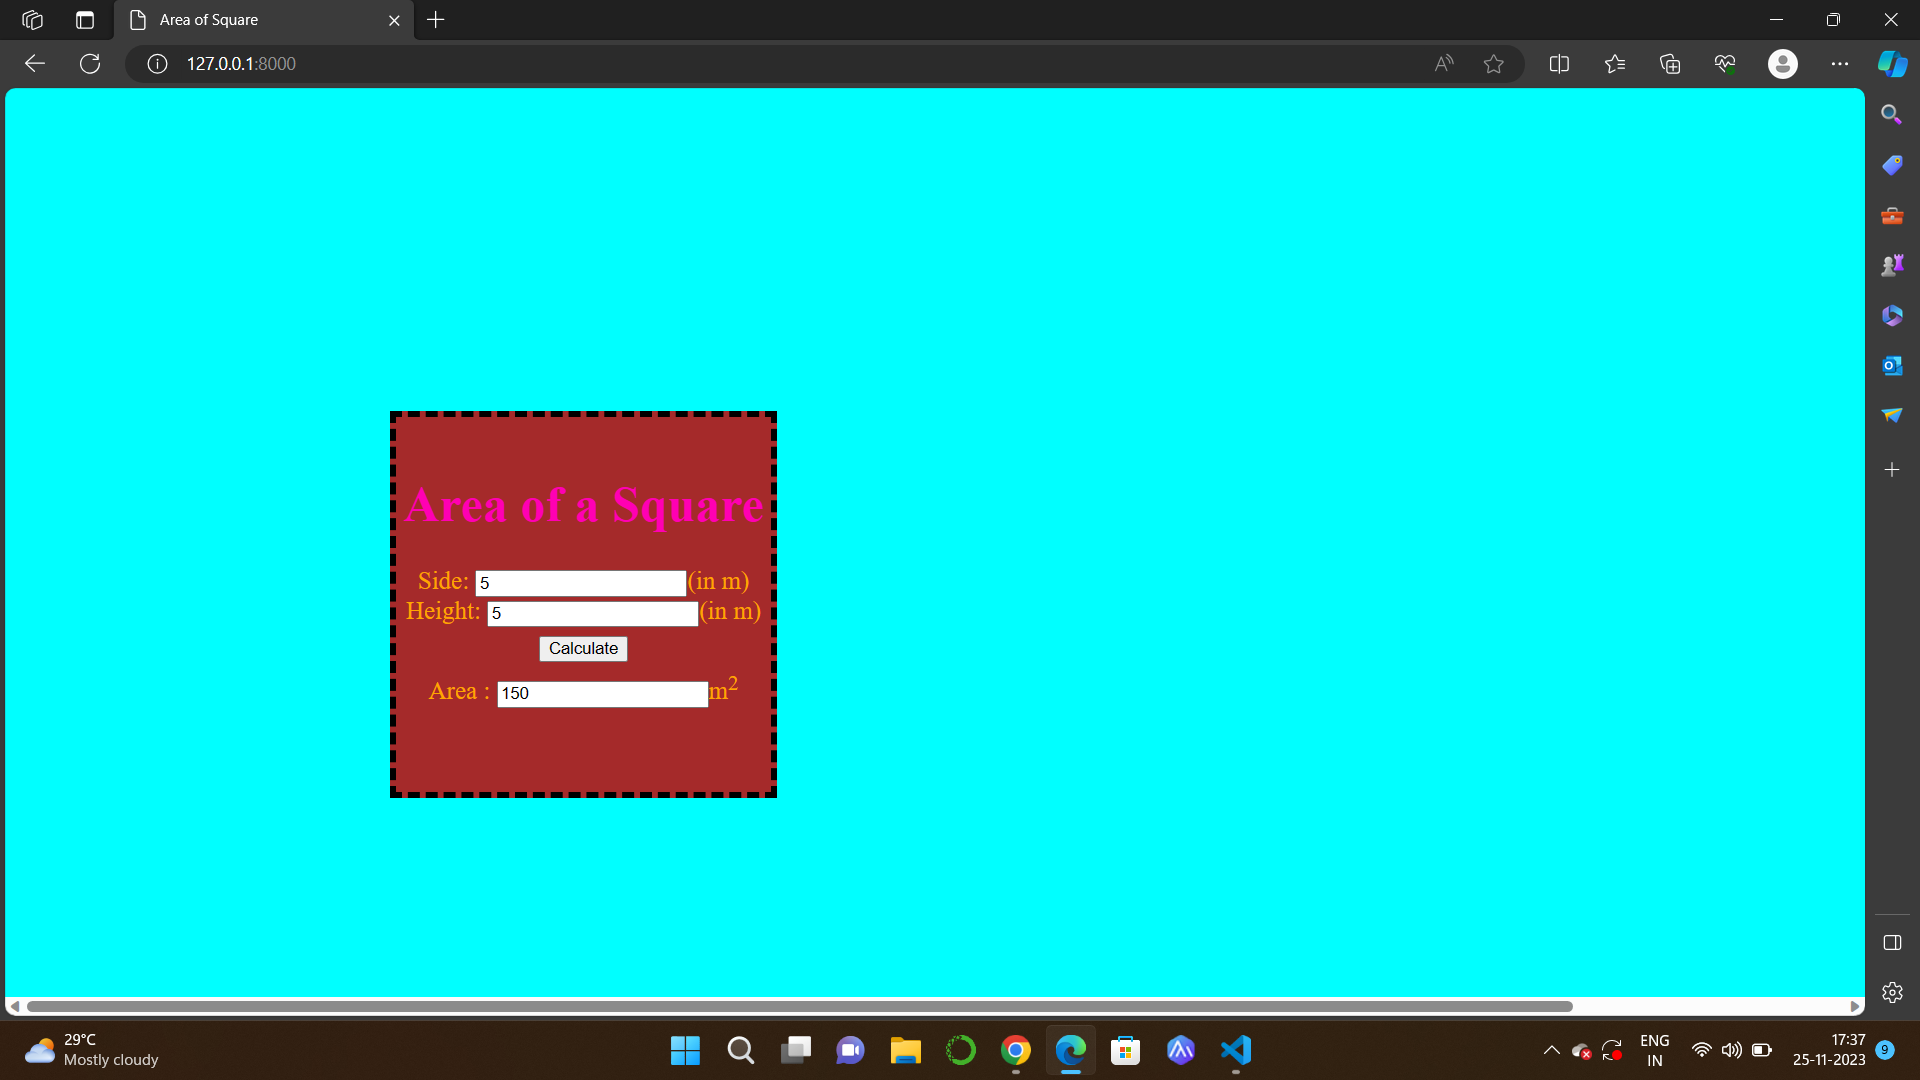 Area of Square
127.0.0.1:8000
Area of a Square
Side: 5 (in m)
Height: 5 (in m)
Calculate
Area : 150 m²
29°C
Mostly cloudy
ENG
IN
17:37
25-11-2023
9